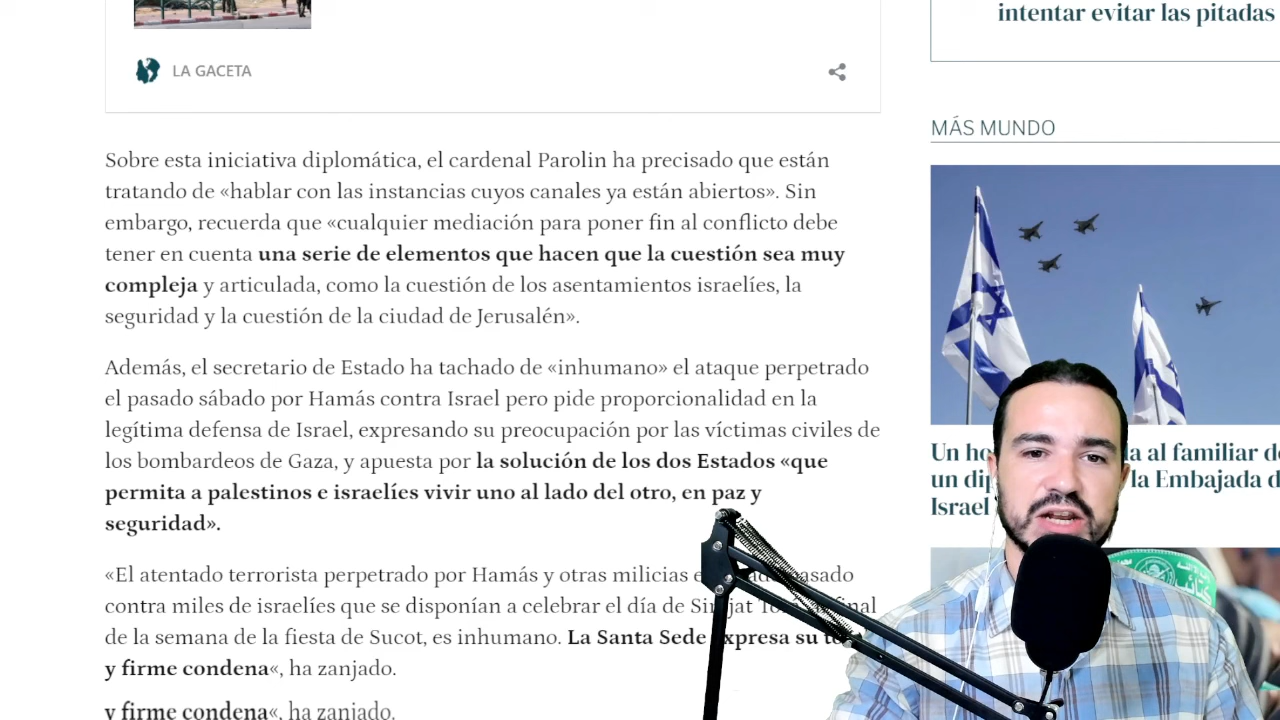 intentar evitar las pitadas
LA GACETA
Sobre esta iniciativa diplomática, el cardenal Parolin ha precisado que están
tratando de «hablar con las instancias cuyos canales ya están abiertos». Sin
embargo, recuerda que «cualquier mediación para poner fin al conflicto debe
tener en cuenta una serie de elementos que hacen que la cuestión sea muy
compleja y articulada, como la cuestión de los asentamientos israelíes, la
seguridad y la cuestión de la ciudad de Jerusalén».
Además, el secretario de Estado ha tachado de «inhumano» el ataque perpetrado
el pasado sábado por Hamás contra Israel pero pide proporcionalidad en la
legítima defensa de Israel, expresando su preocupación por las víctimas civiles de
los bombardeos de Gaza, y apuesta por la solución de los dos Estados «que
permita a palestinos e israelíes vivir uno al lado del otro, en paz y
seguridad».
«El atentado terrorista perpetrado por Hamás y otras milicias pasado
contra miles de israelíes que se disponían a celebrar el día de final
de la semana de la fiesta de Sucot, es inhumano. La Santa Sede expresa su
y firme condena«, ha zanjado.
y firme condena«, ha zanjado.
MÁS MUNDO
Un al familiar
un la Embajada
Israel